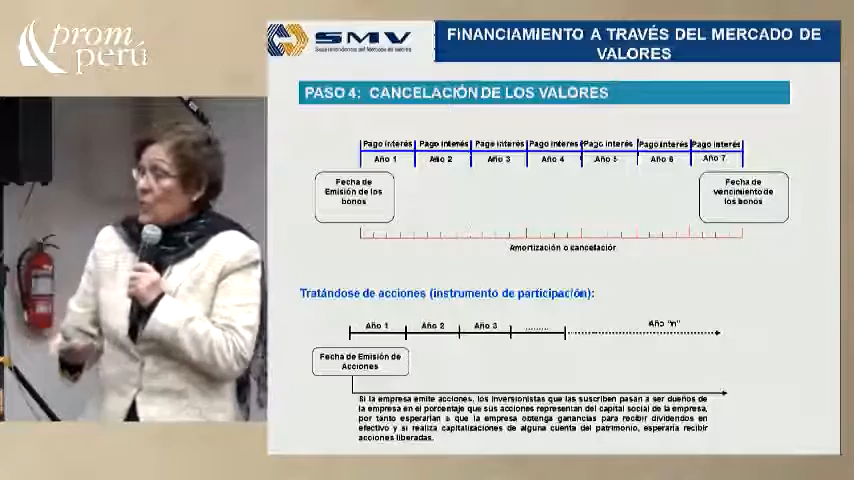 prom
perú
SMV
Superintendencia del Mercado de Valores
FINANCIAMIENTO A TRAVÉS DEL MERCADO DE
VALORES
PASO 4: CANCELACIÓN DE LOS VALORES
Pago interés Pago interés Pago interés Pago interés Pago interés Pago interés Pago interés
Año 1 Año 2 Año 3 Año 4 Año 5 Año 6 Año 7
Fecha de
Emisión de los
bonos
Fecha de
vencimiento de
los bonos
Amortización o cancelación
Tratándose de acciones (instrumento de participación):
Año 1 Año 2 Año 3 ......... Año "n"
Fecha de Emisión de
Acciones
Si la empresa emite acciones, los inversionistas que las suscriben pasan a ser dueños de
la empresa en el porcentaje que sus acciones representan del capital social de la empresa,
por tanto esperarían a que la empresa obtenga ganancias para recibir dividendos en
efectivo y si realiza capitalizaciones de alguna cuenta del patrimonio, esperaría recibir
acciones liberadas.